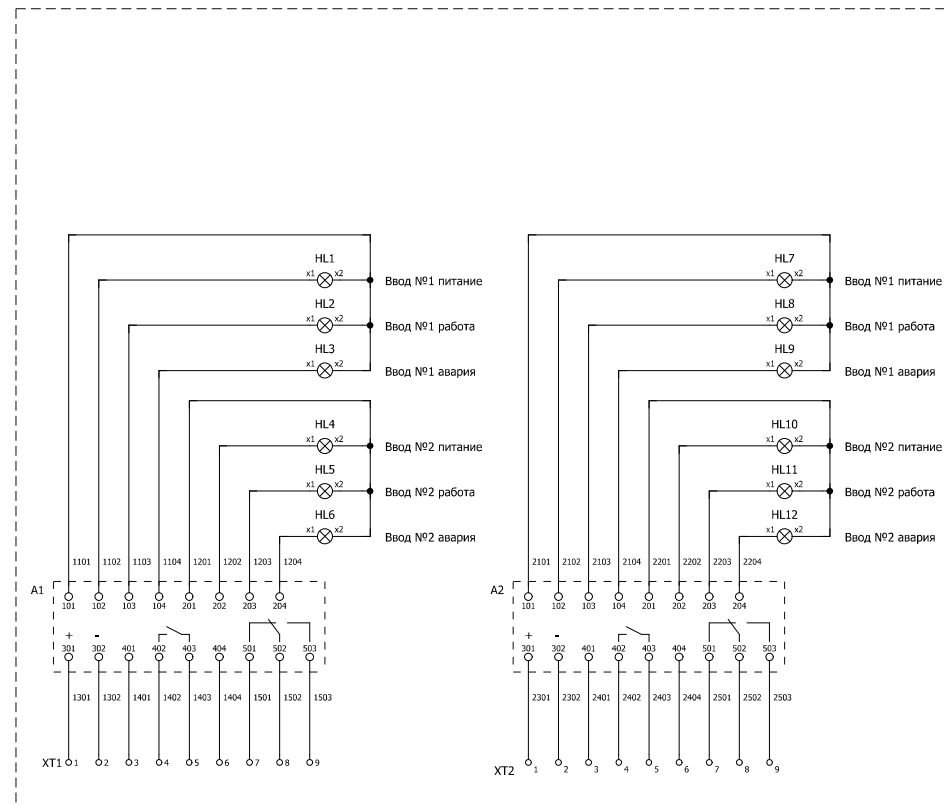 HL1 HL7
x1 x2 Ввод №1 питание x1 x2 Ввод №1 питание
HL2 HL8
x1 x2 Ввод №1 работа x1 x2 Ввод №1 работа
HL3 HL9
x1 x2 Ввод №1 авария x1 x2 Ввод №1 авария
HL4 HL10
x1 x2 Ввод №2 питание x1 x2 Ввод №2 питание
HL5 HL11
x1 x2 Ввод №2 работа x1 x2 Ввод №2 работа
HL6 HL12
x1 x2 Ввод №2 авария x1 x2 Ввод №2 авария
1101 1102 1103 1104 1201 1202 1203 1204 2101 2102 2103 2104 2201 2202 2203 2204
A1 A2
101 102 103 104 201 202 203 204 101 102 103 104 201 202 203 204
+ - + -
301 302 401 402 403 404 501 502 503 301 302 401 402 403 404 501 502 503
1301 1302 1401 1402 1403 1404 1501 1502 1503 2301 2302 2401 2402 2403 2404 2501 2502 2503
XT1 1 2 3 4 5 6 7 8 9 XT2 1 2 3 4 5 6 7 8 9